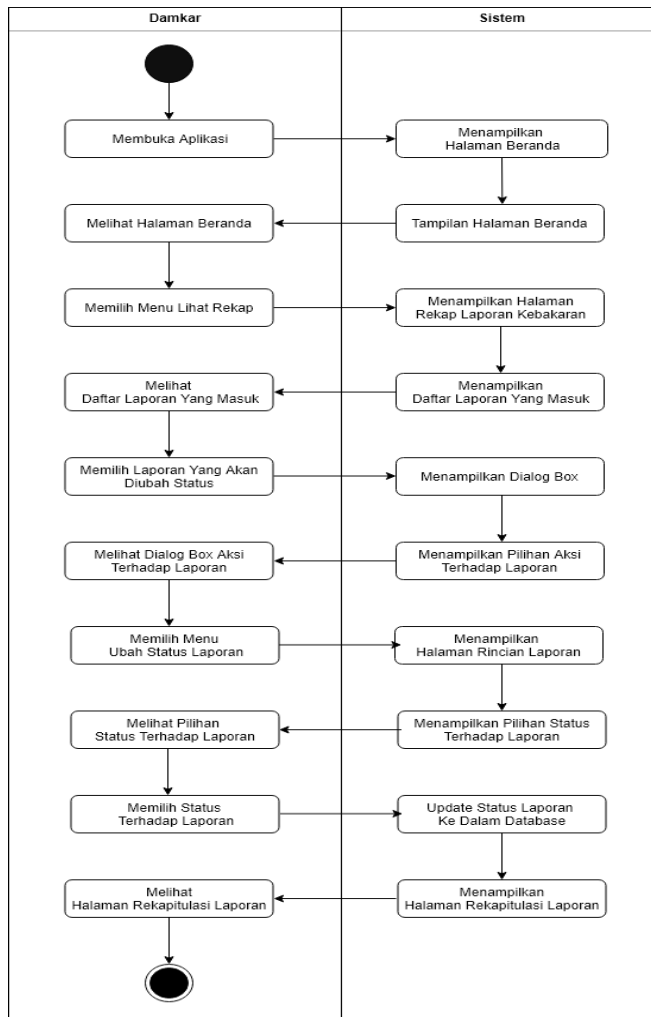 Damkar
Sistem
Membuka Aplikasi
Menampilkan
Halaman Beranda
Melihat Halaman Beranda
Tampilan Halaman Beranda
Memilih Menu Lihat Rekap
Menampilkan Halaman
Rekap Laporan Kebakaran
Melihat
Daftar Laporan Yang Masuk
Menampilkan
Daftar Laporan Yang Masuk
Memilih Laporan Yang Akan
Diubah Status
Menampilkan Dialog Box
Melihat Dialog Box Aksi
Terhadap Laporan
Menampilkan Pilihan Aksi
Terhadap Laporan
Memilih Menu
Ubah Status Laporan
Menampilkan
Halaman Rincian Laporan
Melihat Pilihan
Status Terhadap Laporan
Menampilkan Pilihan Status
Terhadap Laporan
Memilih Status
Terhadap Laporan
Update Status Laporan
Ke Dalam Database
Melihat
Halaman Rekapitulasi Laporan
Menampilkan
Halaman Rekapitulasi Laporan